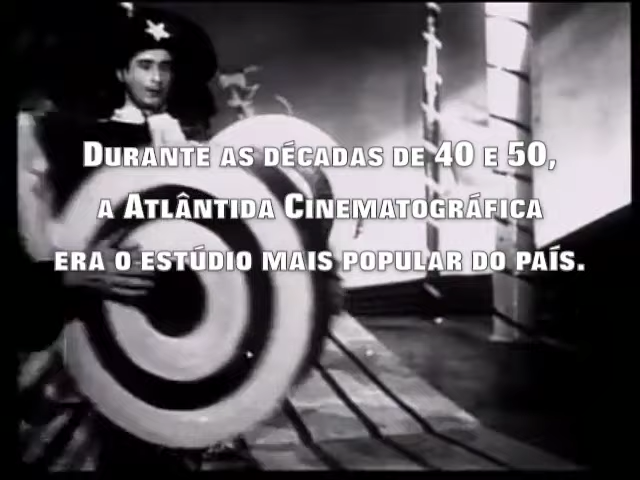 Durante as décadas de 40 e 50,
a Atlântida Cinematográfica
era o estúdio mais popular do país.